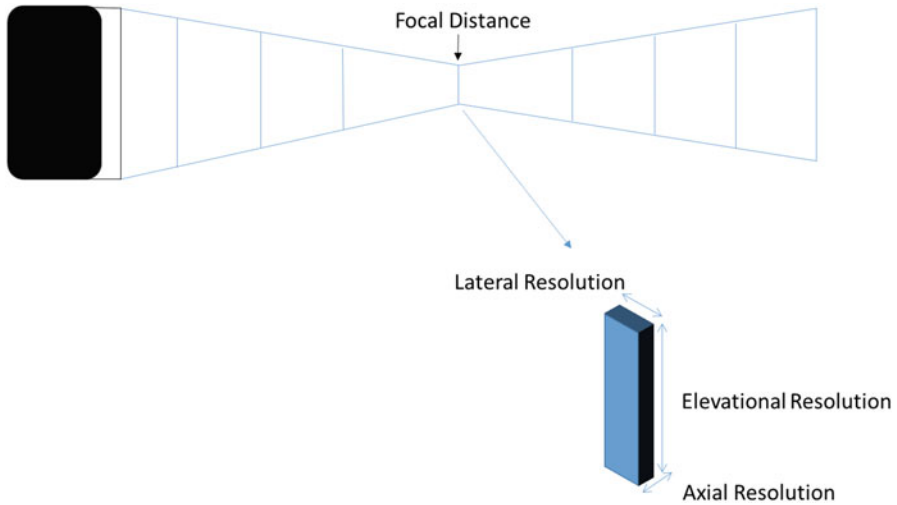 Focal Distance
Lateral Resolution
Elevational Resolution
Axial Resolution